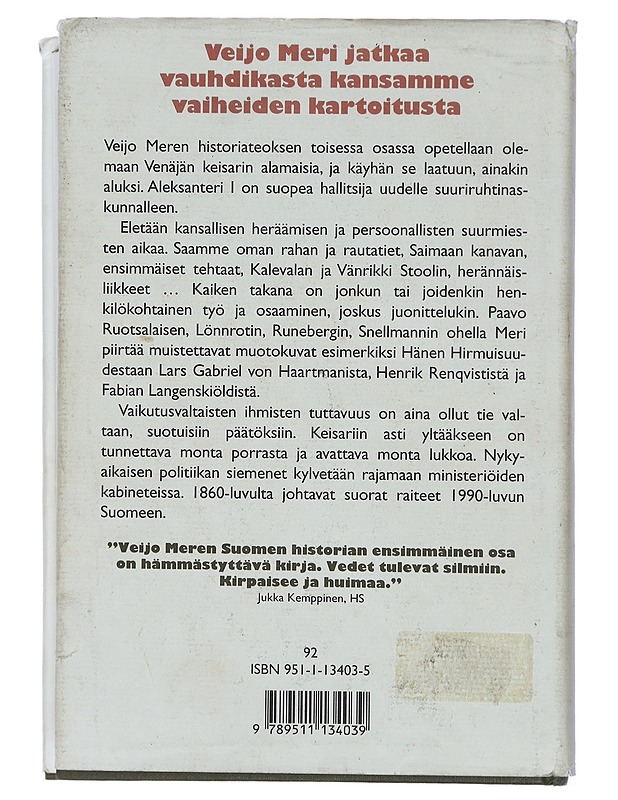 Veijo Meri jatkaa
vauhdikasta kansamme
vaiheiden kartoitusta
Veijo Meren historiateoksen toisessa osassa opetellaan ole-
maan Venäjän keisarin alamaisia, ja käyhän se laatuun, ainakin
aluksi. Aleksanteri I on suopea hallitsija uudelle suuriruhtinas-
kunnalleen.
Eletään kansallisen heräämisen ja persoonallisten suurmies-
ten aikaa. Saamme oman rahan ja rautatiet, Saimaan kanavan,
ensimmäiset tehtaat, Kalevalan ja Vänrikki Stoolin, herännäis-
liikkeet ... Kaiken takana on jonkun tai joidenkin hen-
kilökohtainen työ ja osaaminen, joskus juonittelukin. Paavo
Ruotsalaisen, Lönnrotin, Runebergin, Snellmannin ohella Meri
piirtää muistettavat muotokuvat esimerkiksi Hänen Hirmuisuu-
destaan Lars Gabriel von Haartmanista, Henrik Renqvististä ja
Fabian Langenskiöldistä.
Vaikutusvaltaisten ihmisten tuttavuus on aina ollut tie val-
taan, suotuisiin päätöksiin. Keisariin asti yltääkseen on
tunnettava monta porrasta ja avattava monta lukkoa. Nyky-
aikaisen politiikan siemenet kylvetään rajamaan ministeriöiden
kabineteissa. 1860-luvulta johtavat suorat raiteet 1990-luvun
Suomeen.
”Veijo Meren Suomen historian ensimmäinen osa
on hämmästyttävä kirja. Vedet tulevat silmiin.
Kirpaisee ja huimaa.”
Jukka Kemppinen, HS
92
ISBN 951-1-13403-5
9 789511 134039